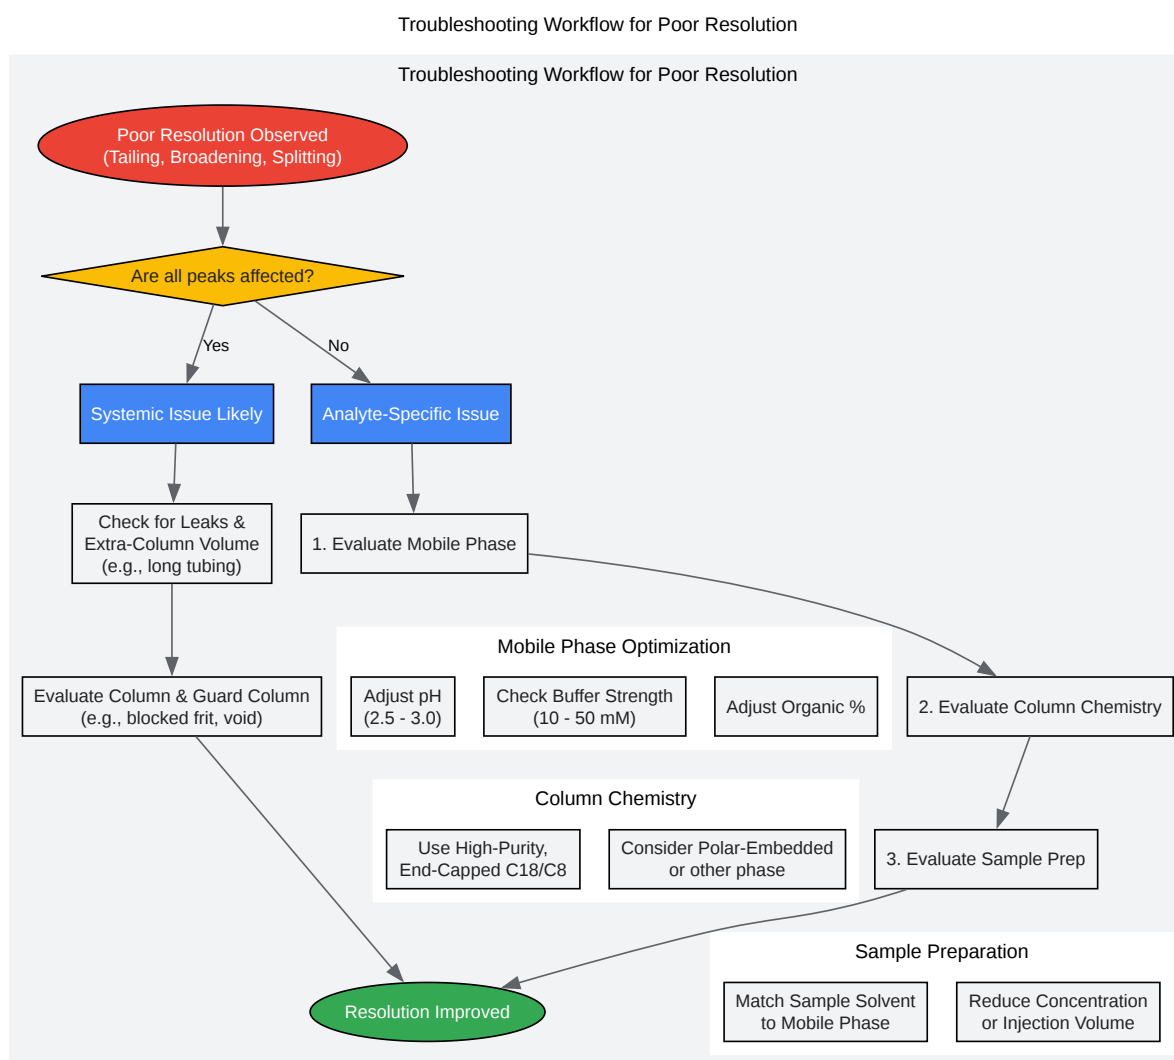 Troubleshooting Workflow for Poor Resolution
Troubleshooting Workflow for Poor Resolution
Poor Resolution Observed
(Tailing, Broadening, Splitting)
Are all peaks affected?
Yes
No
Systemic Issue Likely
Analyte-Specific Issue
Check for Leaks &
Extra-Column Volume
(e.g., long tubing)
1. Evaluate Mobile Phase
Evaluate Column & Guard Column
(e.g., blocked frit, void)
Mobile Phase Optimization
Adjust pH
(2.5 - 3.0)
Check Buffer Strength
(10 - 50 mM)
Adjust Organic %
2. Evaluate Column Chemistry
Column Chemistry
Use High-Purity,
End-Capped C18/C8
Consider Polar-Embedded
or other phase
3. Evaluate Sample Prep
Sample Preparation
Match Sample Solvent
to Mobile Phase
Reduce Concentration
or Injection Volume
Resolution Improved